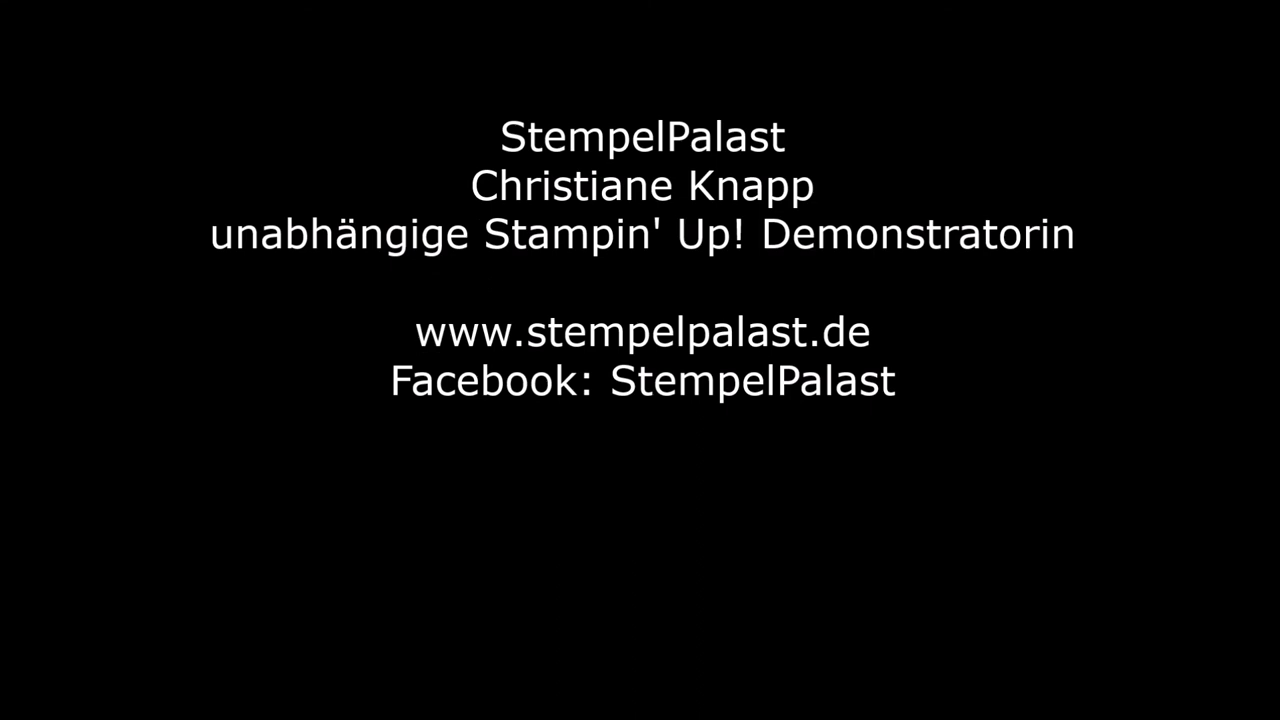 StempelPalast
Christiane Knapp
unabhängige Stampin' Up! Demonstratorin
www.stempelpalast.de
Facebook: StempelPalast